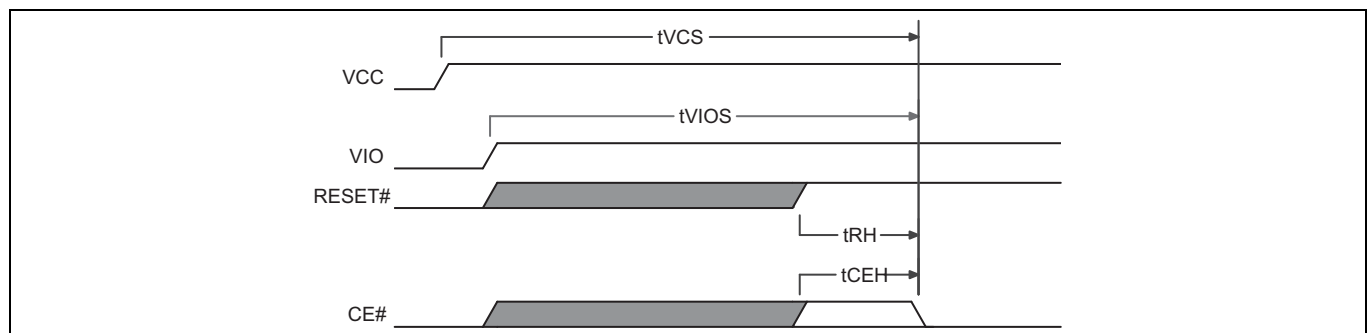 tVCS
VCC
tVIOS
VIO
RESET#
tRH
tCEH
CE#